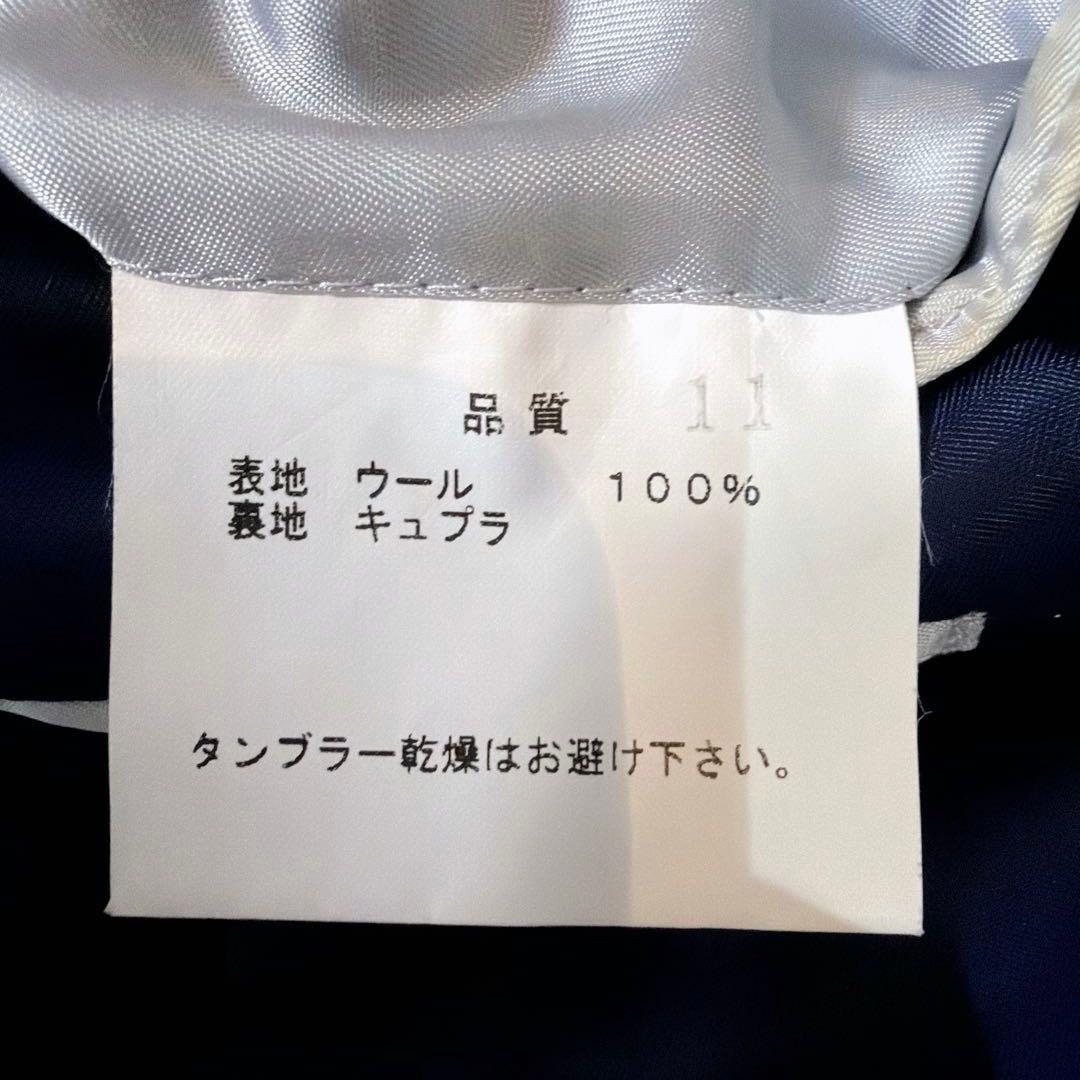 品質 11
表地 ウール 100%
裏地 キュプラ
タンブラー乾燥はお避け下さい。